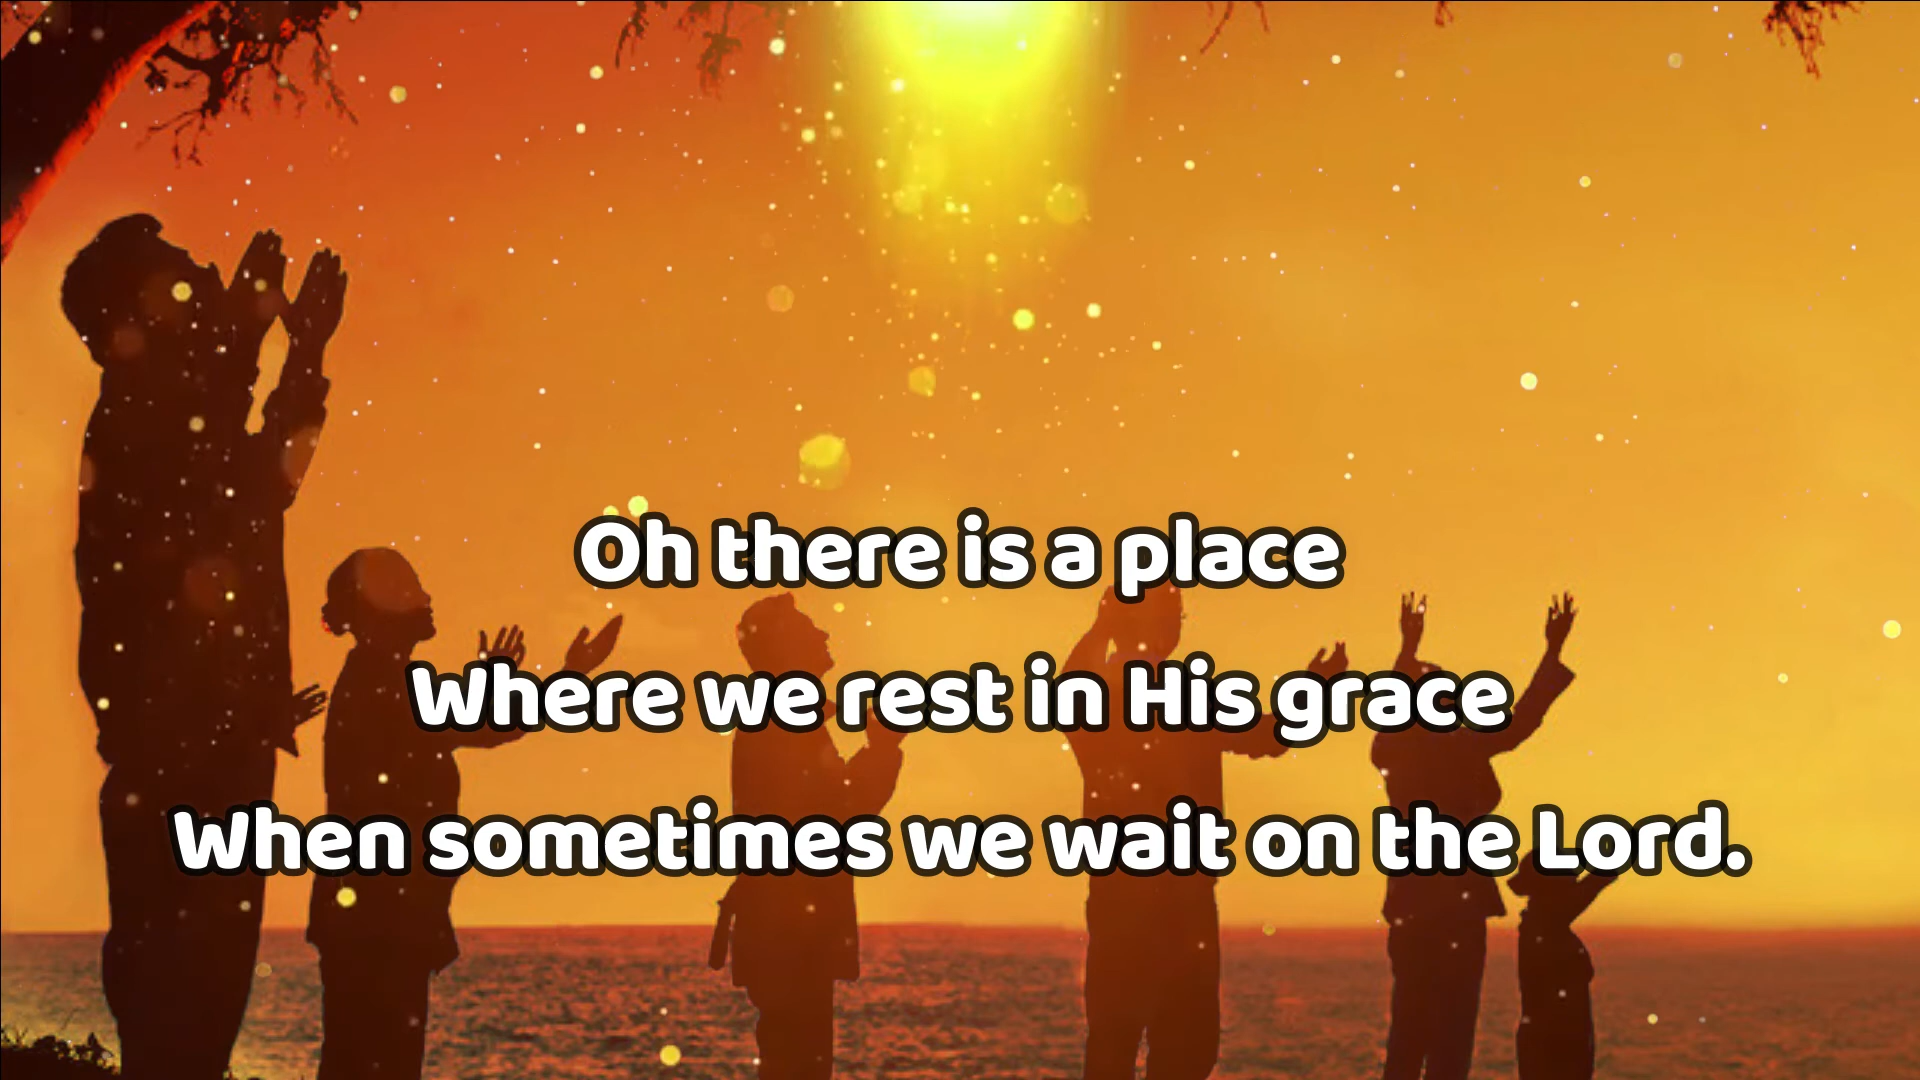 Oh there is a place
Where we rest in His grace
When sometimes we wait on the Lord.